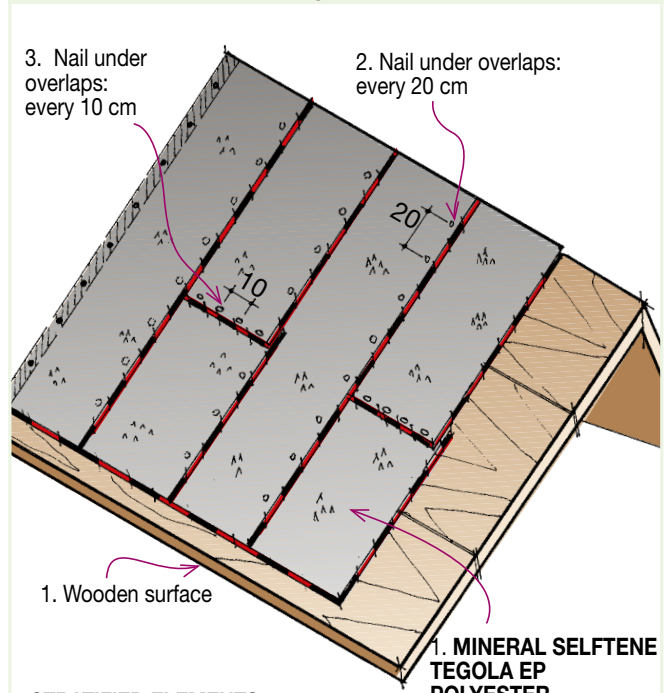 3. Nail under
overlaps:
every 10 cm
2. Nail under overlaps:
every 20 cm
20
10
1. Wooden surface
1. MINERAL SELFTENE
TEGOLA EP
POLYESTER